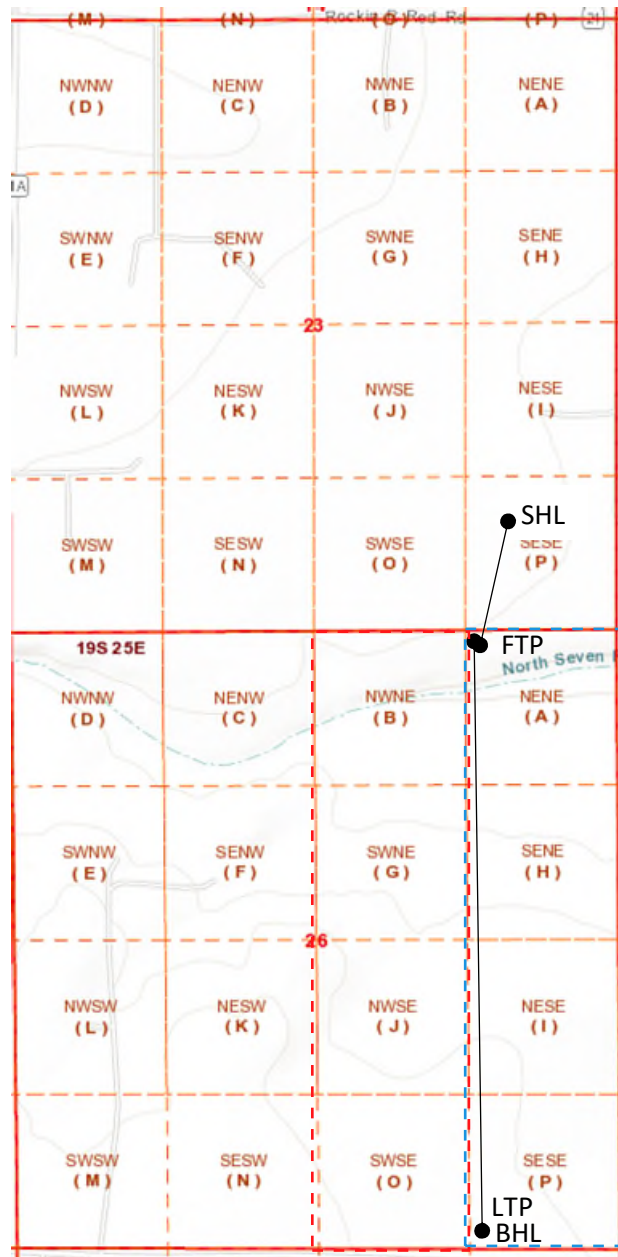 ( M ) ( N ) ( O ) ( P )
Rockin R Red Rd
21
NWNW NENW NWNE NENE
( D ) ( C ) ( B ) ( A )
SWNW SENW SWNE SENE
( E ) ( F ) ( G ) ( H )
23
NWSW NESW NWSE NESE
( L ) ( K ) ( J ) ( I )
SHL
SWSW SESW SWSE SESE
( M ) ( N ) ( O ) ( P )
19S 25E
FTP
North Seven
NWNW NENW NWNE NENE
( D ) ( C ) ( B ) ( A )
SWNW SENW SWNE SENE
( E ) ( F ) ( G ) ( H )
26
NWSW NESW NWSE NESE
( L ) ( K ) ( J ) ( I )
SWSW SESW SWSE SESE
( M ) ( N ) ( O ) ( P )
LTP
BHL